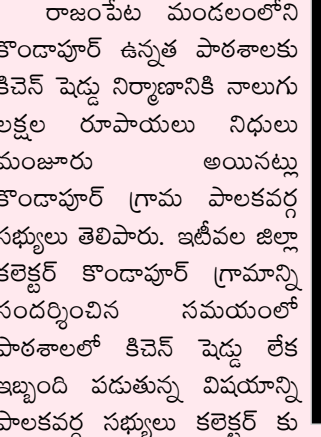 రాజంపేట మండలంలోని
కొండాపూర్ ఉన్నత పాఠశాలకు
కిచెన్ షెడ్డు నిర్మాణానికి నాలుగు
లక్షల రూపాయలు నిధులు
మంజూరు అయినట్లు
కొండాపూర్ గ్రామ పాలకవర్గ
సభ్యులు తెలిపారు. ఇటీవల జిల్లా
కలెక్టర్ కొండాపూర్ గ్రామాన్ని
సందర్శించిన సమయంలో
పాఠశాలలో కిచెన్ షెడ్డు లేక
ఇబ్బంది పడుతున్న విషయాన్ని
పాలకవర్గ సభ్యులు కలెక్టర్ కు